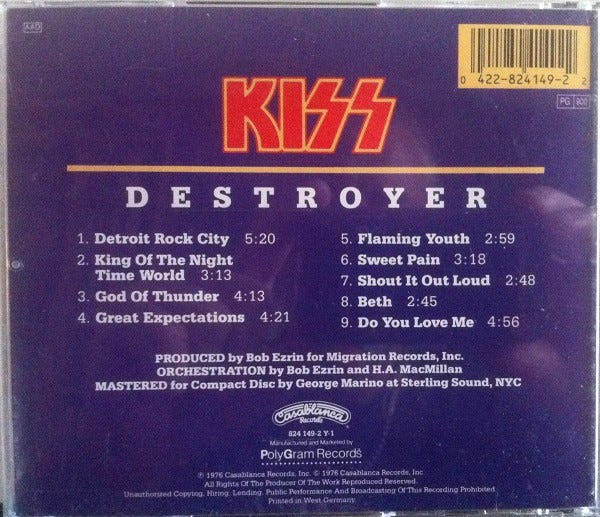 AAD
0 422-824149-2 2
PG 900
KISS
DESTROYER
1. Detroit Rock City 5:20
2. King Of The Night
Time World 3:13
3. God Of Thunder 4:13
4. Great Expectations 4:21
5. Flaming Youth 2:59
6. Sweet Pain 3:18
7. Shout It Out Loud 2:48
8. Beth 2:45
9. Do You Love Me 4:56
PRODUCED by Bob Ezrin for Migration Records, Inc.
ORCHESTRATION by Bob Ezrin and H.A. MacMillan
MASTERED for Compact Disc by George Marino at Sterling Sound, NYC
Casablanca
Records
824 149-2 Y-1
Manufactured and Marketed by
PolyGram Records
℗ 1976 Casablanca Records, Inc. © 1976 Casablanca Records, Inc
All Rights Of The Producer Of The Work Reproduced Reserved.
Unauthorized Copying, Hiring, Lending, Public Performance And Broadcasting Of This Recording Prohibited
Printed in West Germany